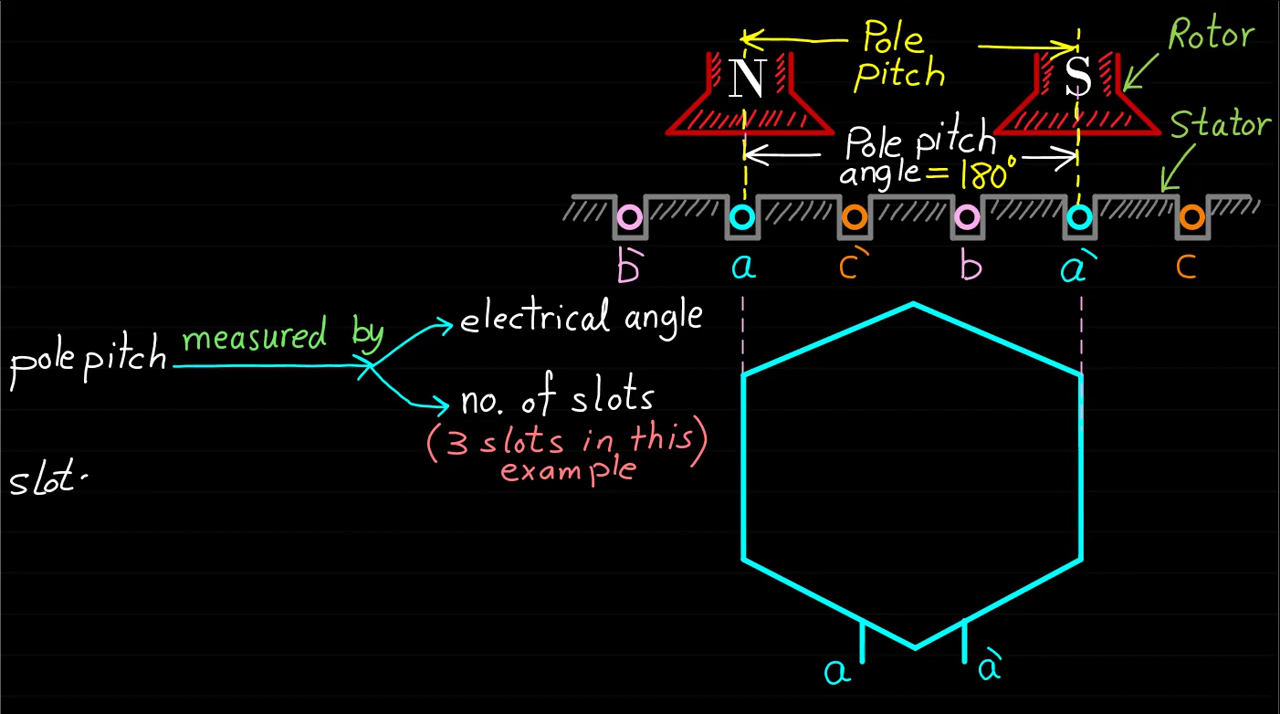 Pole
pitch
Rotor
N
S
Stator
Pole pitch
angle = 180°
b`
a
c`
b
a`
c
pole pitch
measured by
electrical angle
no. of slots
(3 slots in this)
example
slot
a
a`